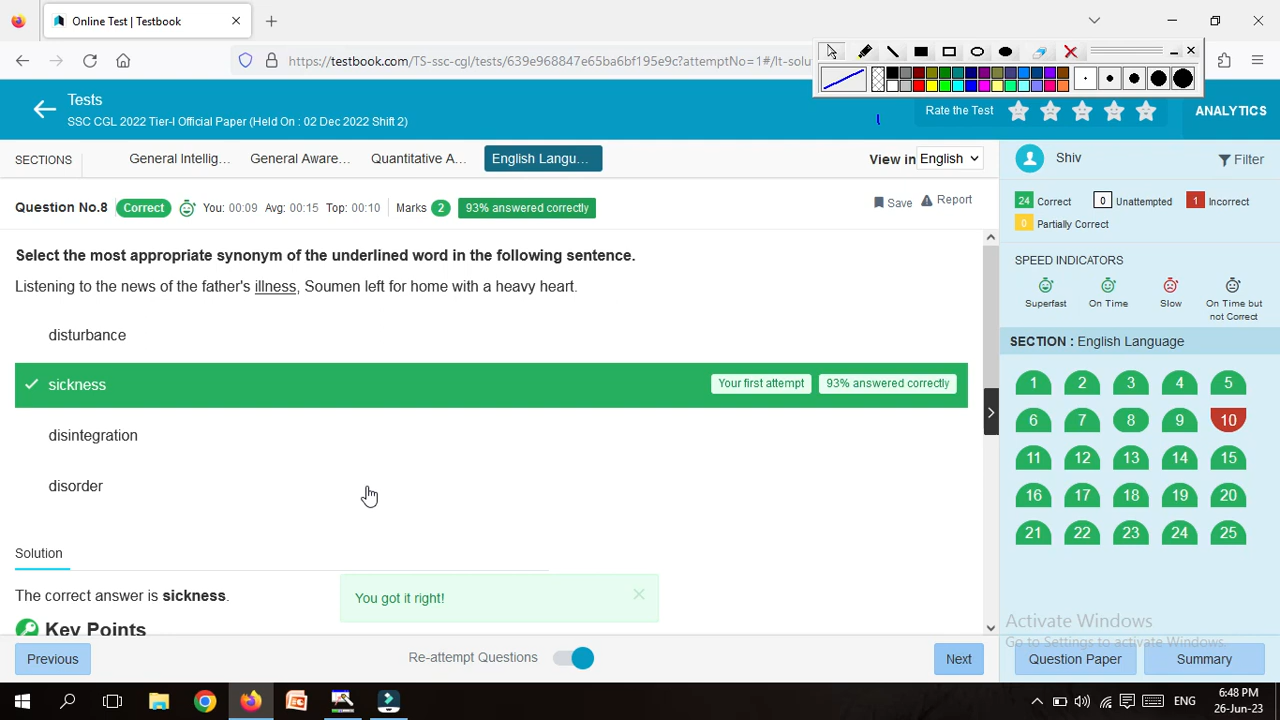 Online Test | Testbook
https://testbook.com/TS-ssc-cgl/tests/639e968847e65ba6bf195e9c?attemptNo=1#/lt-solu
Tests
SSC CGL 2022 Tier-I Official Paper (Held On : 02 Dec 2022 Shift 2)
Rate the Test
ANALYTICS
SECTIONS
General Intellig...
General Aware...
Quantitative A...
English Langu...
View in
English
Shiv
Filter
Question No.8
Correct
You: 00:09
Avg: 00:15
Top: 00:10
Marks
2
93% answered correctly
Save
Report
24
Correct
0
Unattempted
1
Incorrect
0
Partially Correct
Select the most appropriate synonym of the underlined word in the following sentence.
Listening to the news of the father's illness, Soumen left for home with a heavy heart.
disturbance
sickness
Your first attempt
93% answered correctly
disintegration
disorder
Solution
The correct answer is sickness.
You got it right!
Key Points
SPEED INDICATORS
Superfast
On Time
Slow
On Time but
not Correct
SECTION : English Language
1 2 3 4 5
6 7 8 9 10
11 12 13 14 15
16 17 18 19 20
21 22 23 24 25
Activate Windows
Go to Settings to activate Windows.
Previous
Re-attempt Questions
Next
Question Paper
Summary
ENG
6:48 PM
26-Jun-23